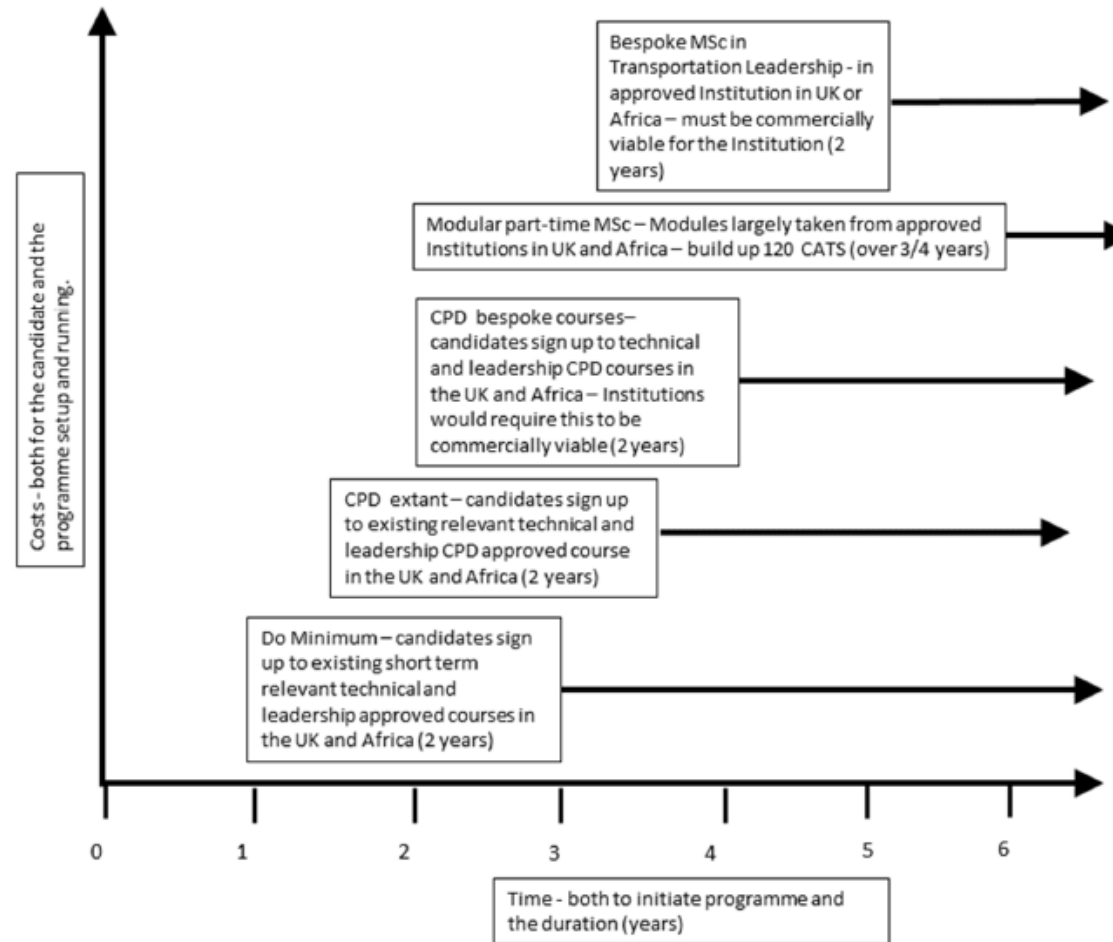 Bespoke MSc in
Transportation Leadership - in
approved Institution in UK or
Africa – must be commercially
viable for the Institution (2
years)
Modular part-time MSc – Modules largely taken from approved
Institutions in UK and Africa – build up 120 CATS (over 3/4 years)
CPD bespoke courses–
candidates sign up to technical
and leadership CPD courses in
the UK and Africa – Institutions
would require this to be
commercially viable (2 years)
CPD extant – candidates sign up
to existing relevant technical and
leadership CPD approved course
in the UK and Africa (2 years)
Do Minimum – candidates sign
up to existing short term
relevant technical and
leadership approved courses in
the UK and Africa (2 years)
Costs - both for the candidate and the
programme setup and running.
0 1 2 3 4 5 6
Time - both to initiate programme and
the duration (years)